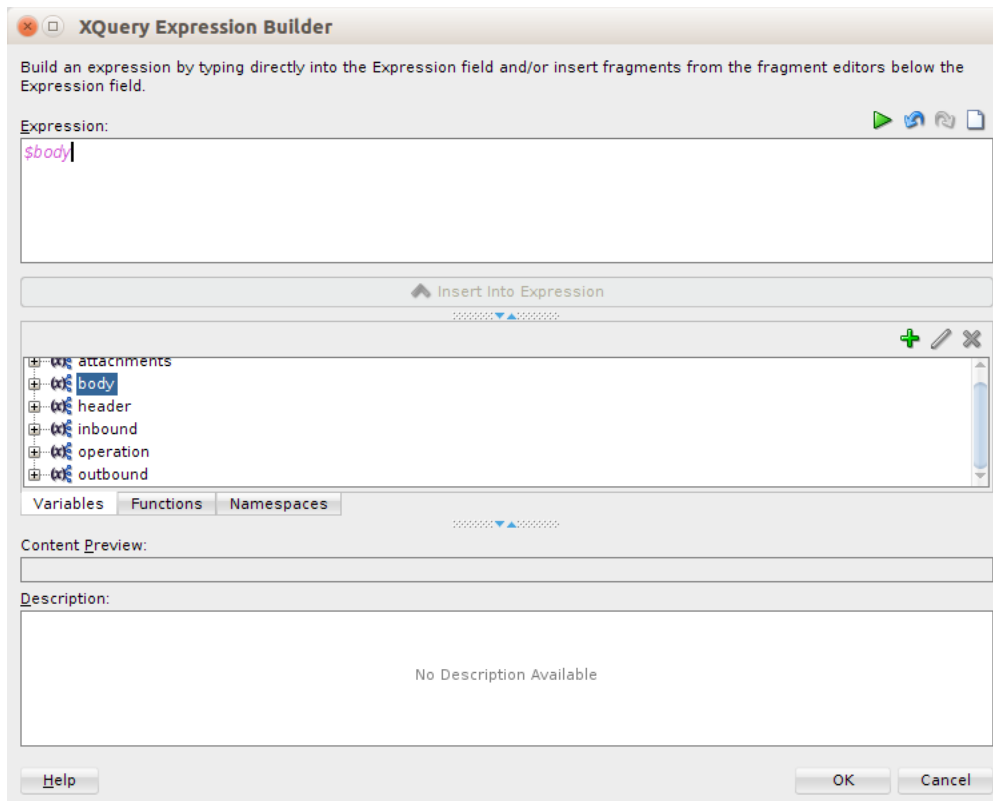 XQuery Expression Builder
Build an expression by typing directly into the Expression field and/or insert fragments from the fragment editors below the
Expression field.
Expression:
$body
Insert Into Expression
attachments
body
header
inbound
operation
outbound
Variables Functions Namespaces
Content Preview:
Description:
No Description Available
Help OK Cancel